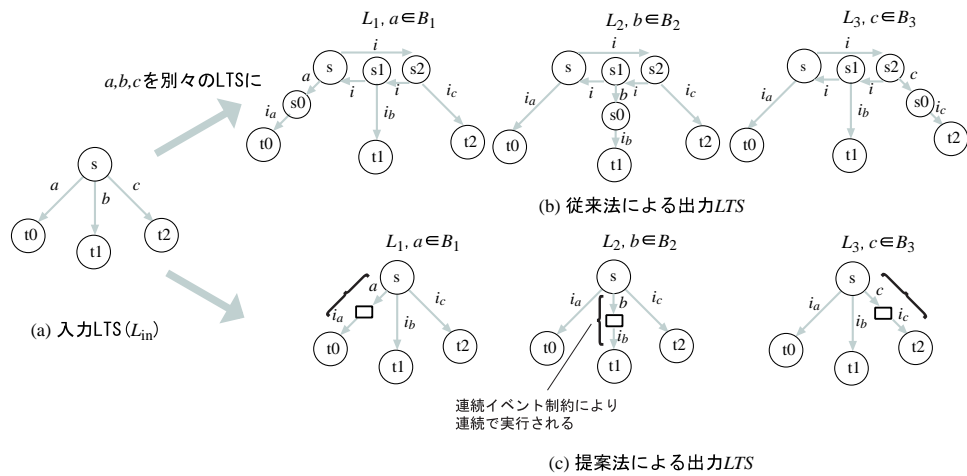 L1, a∈B1
L2, b∈B2
L3, c∈B3
a,b,cを別々のLTSに
i
s
s1
s2
a
i
i
s0
ia
ib
ic
t0
t1
t2
i
s
s1
s2
ia
i
b
i
ic
s0
ib
t0
t1
t2
i
s
s1
s2
ia
i
i
c
s0
ib
ic
t0
t1
t2
(b) 従来法による出力LTS
s
a
b
c
t0
t1
t2
(a) 入力LTS(Lin)
L1, a∈B1
L2, b∈B2
L3, c∈B3
s
a
ia
ib
ic
t0
t1
t2
s
ia
b
ic
ib
t0
t1
t2
s
ia
c
ib
ic
t0
t1
t2
連続イベント制約により
連続で実行される
(c) 提案法による出力LTS